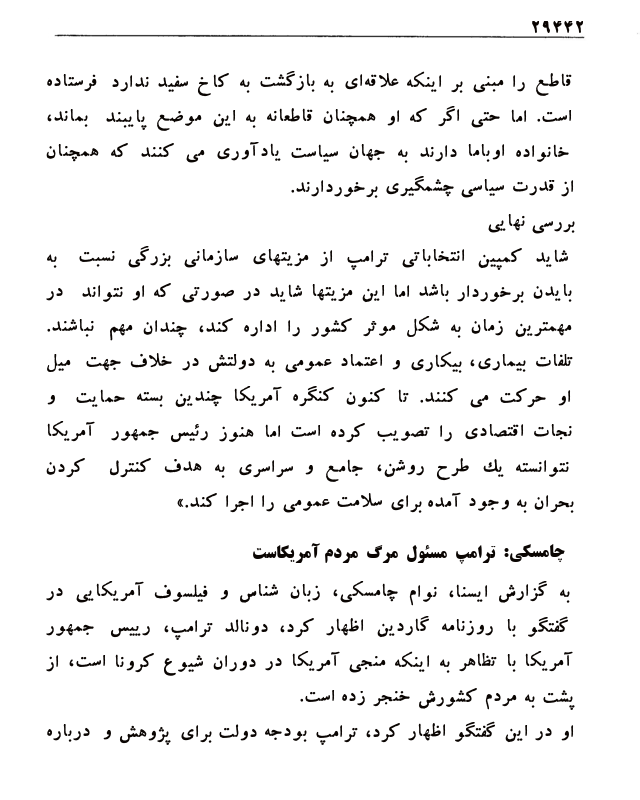 ۲۹۴۴۲
قاطع را مبنی بر اینکه علاقه‌ای به بازگشت به کاخ سفید ندارد فرستاده
است. اما حتی اگر که او همچنان قاطعانه به این موضع پایبند بماند،
خانواده اوباما دارند به جهان سیاست یادآوری می کنند که همچنان
از قدرت سیاسی چشمگیری برخوردارند.
بررسی نهایی
شاید کمپین انتخاباتی ترامپ از مزیتهای سازمانی بزرگی نسبت به
بایدن برخوردار باشد اما این مزیتها شاید در صورتی که او نتواند در
مهمترین زمان به شکل موثر کشور را اداره کند، چندان مهم نباشند.
تلفات بیماری، بیکاری و اعتماد عمومی به دولتش در خلاف جهت میل
او حرکت می کنند. تا کنون کنگره آمریکا چندین بسته حمایت و
نجات اقتصادی را تصویب کرده است اما هنوز رئیس جمهور آمریکا
نتوانسته یك طرح روشن، جامع و سراسری به هدف کنترل کردن
بحران به وجود آمده برای سلامت عمومی را اجرا کند.»
چامسکی: ترامپ مسئول مرگ مردم آمریکاست
به گزارش ایسنا، نوام چامسکی، زبان شناس و فیلسوف آمریکایی در
گفتگو با روزنامه گاردین اظهار کرد، دونالد ترامپ، رییس جمهور
آمریکا با تظاهر به اینکه منجی آمریکا در دوران شیوع کرونا است، از
پشت به مردم کشورش خنجر زده است.
او در این گفتگو اظهار کرد، ترامپ بودجه دولت برای پژوهش و درباره